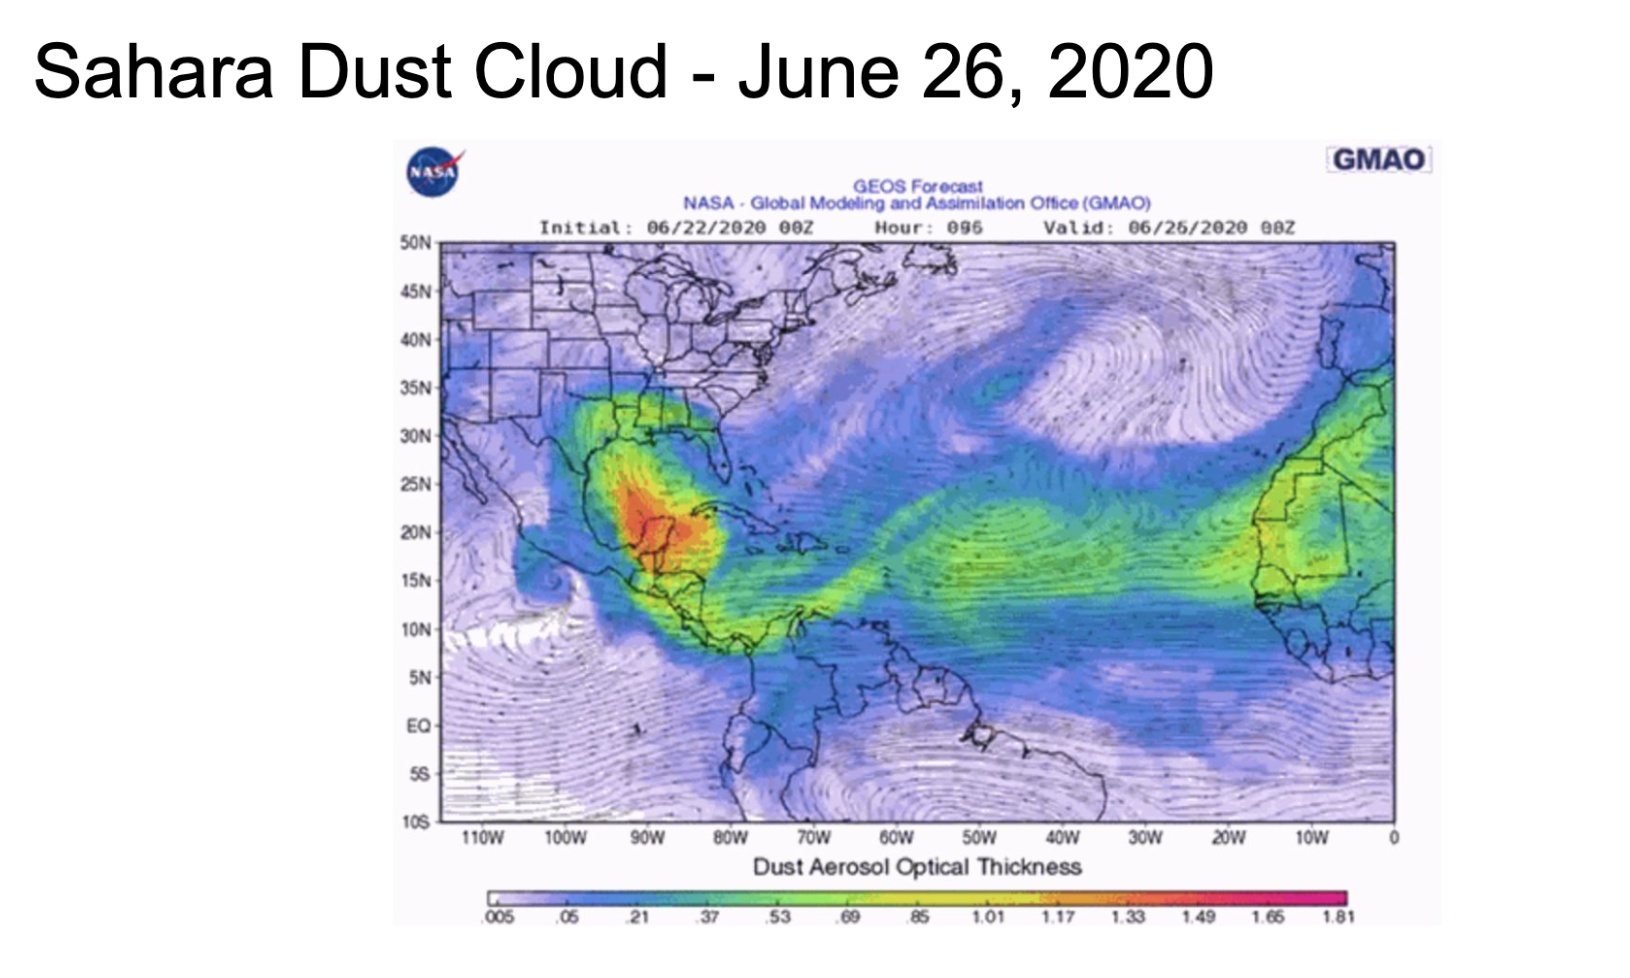 Sahara Dust Cloud - June 26, 2020
NASA
GMAO
GEOS Forecast
NASA - Global Modeling and Assimilation Office (GMAO)
Initial: 06/22/2020 00Z Hour: 096 Valid: 06/26/2020 00Z
50N
45N
40N
35N
30N
25N
20N
15N
10N
5N
EQ
5S
10S
110W 100W 90W 80W 70W 60W 50W 40W 30W 20W 10W 0
Dust Aerosol Optical Thickness
.005 .05 .21 .37 .53 .69 .85 1.01 1.17 1.33 1.49 1.65 1.81